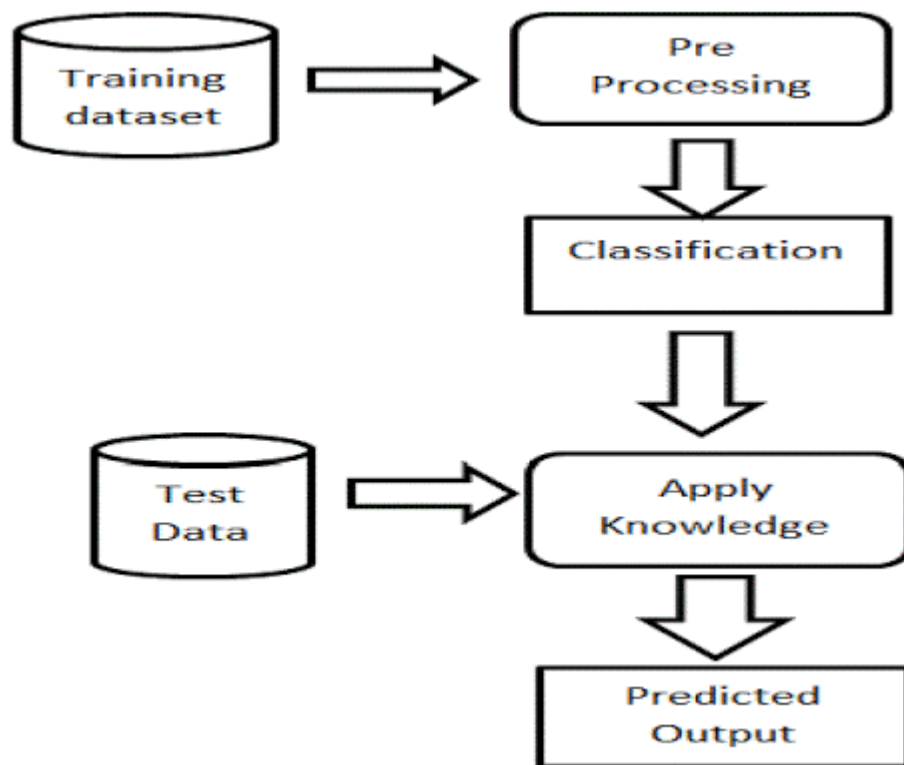 Training
dataset
Pre
Processing
Classification
Test
Data
Apply
Knowledge
Predicted
Output